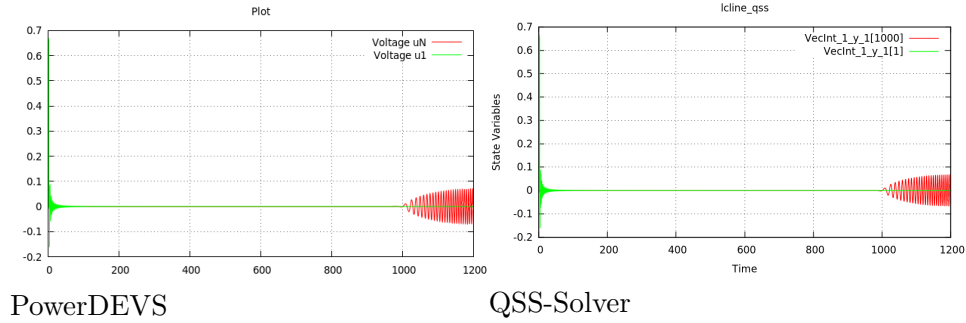 Plot
Voltage uN
Voltage u1
0.7
0.6
0.5
0.4
0.3
0.2
0.1
0
-0.1
-0.2
0 200 400 600 800 1000 1200
PowerDEVS
lcline_qss
VecInt_1_y_1[1000]
VecInt_1_y_1[1]
State Variables
0.7
0.6
0.5
0.4
0.3
0.2
0.1
0
-0.1
-0.2
0 200 400 600 800 1000 1200
Time
QSS-Solver